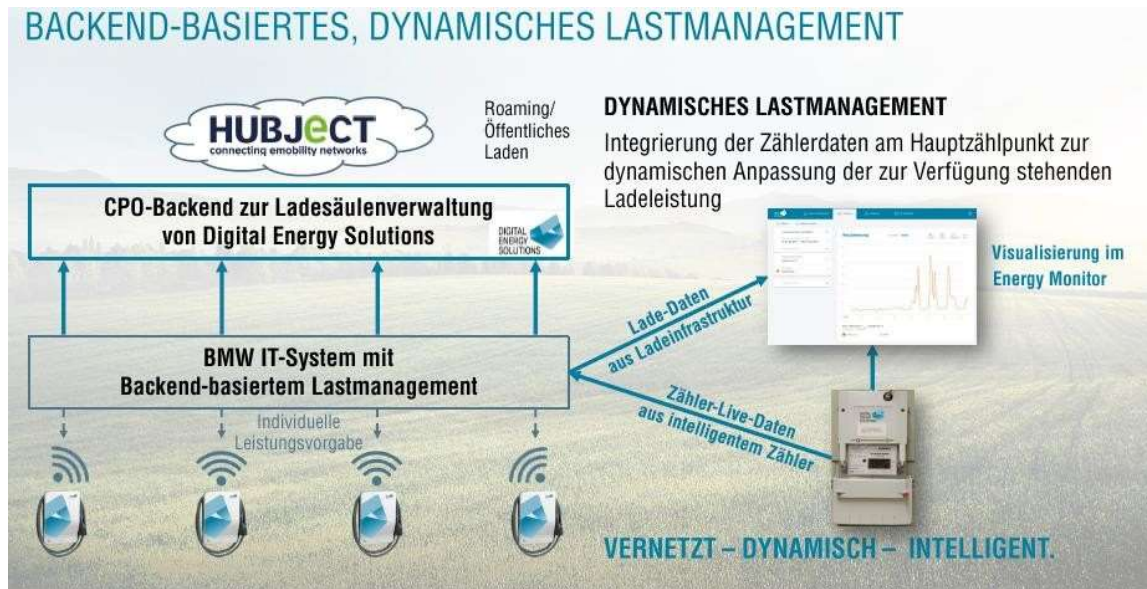 BACKEND-BASIERTES, DYNAMISCHES LASTMANAGEMENT
HUBJECT
connecting emobility networks
Roaming/
Öffentliches
Laden
CPO-Backend zur Ladesäulenverwaltung
von Digital Energy Solutions
DIGITAL
ENERGY
SOLUTIONS
BMW IT-System mit
Backend-basiertem Lastmanagement
Individuelle
Leistungsvorgabe
DYNAMISCHES LASTMANAGEMENT
Integrierung der Zählerdaten am Hauptzählpunkt zur
dynamischen Anpassung der zur Verfügung stehenden
Ladeleistung
Visualisierung im
Energy Monitor
Lade-Daten
aus Ladeinfrastruktur
Zähler-Live-Daten
aus intelligentem Zähler
VERNETZT – DYNAMISCH – INTELLIGENT.